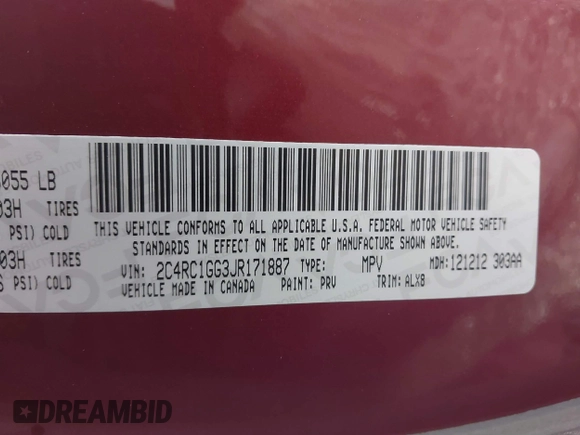 055 LB
03H TIRES
PSI) COLD
03H TIRES
PSI) COLD
THIS VEHICLE CONFORMS TO ALL APPLICABLE U.S.A. FEDERAL MOTOR VEHICLE SAFETY
STANDARDS IN EFFECT ON THE DATE OF MANUFACTURE SHOWN ABOVE.
VIN: 2C4RC1GG3JR171887 TYPE: MPV MDH:121212 303AA
VEHICLE MADE IN CANADA PAINT: PRV TRIM:ALX8
DREAMBID